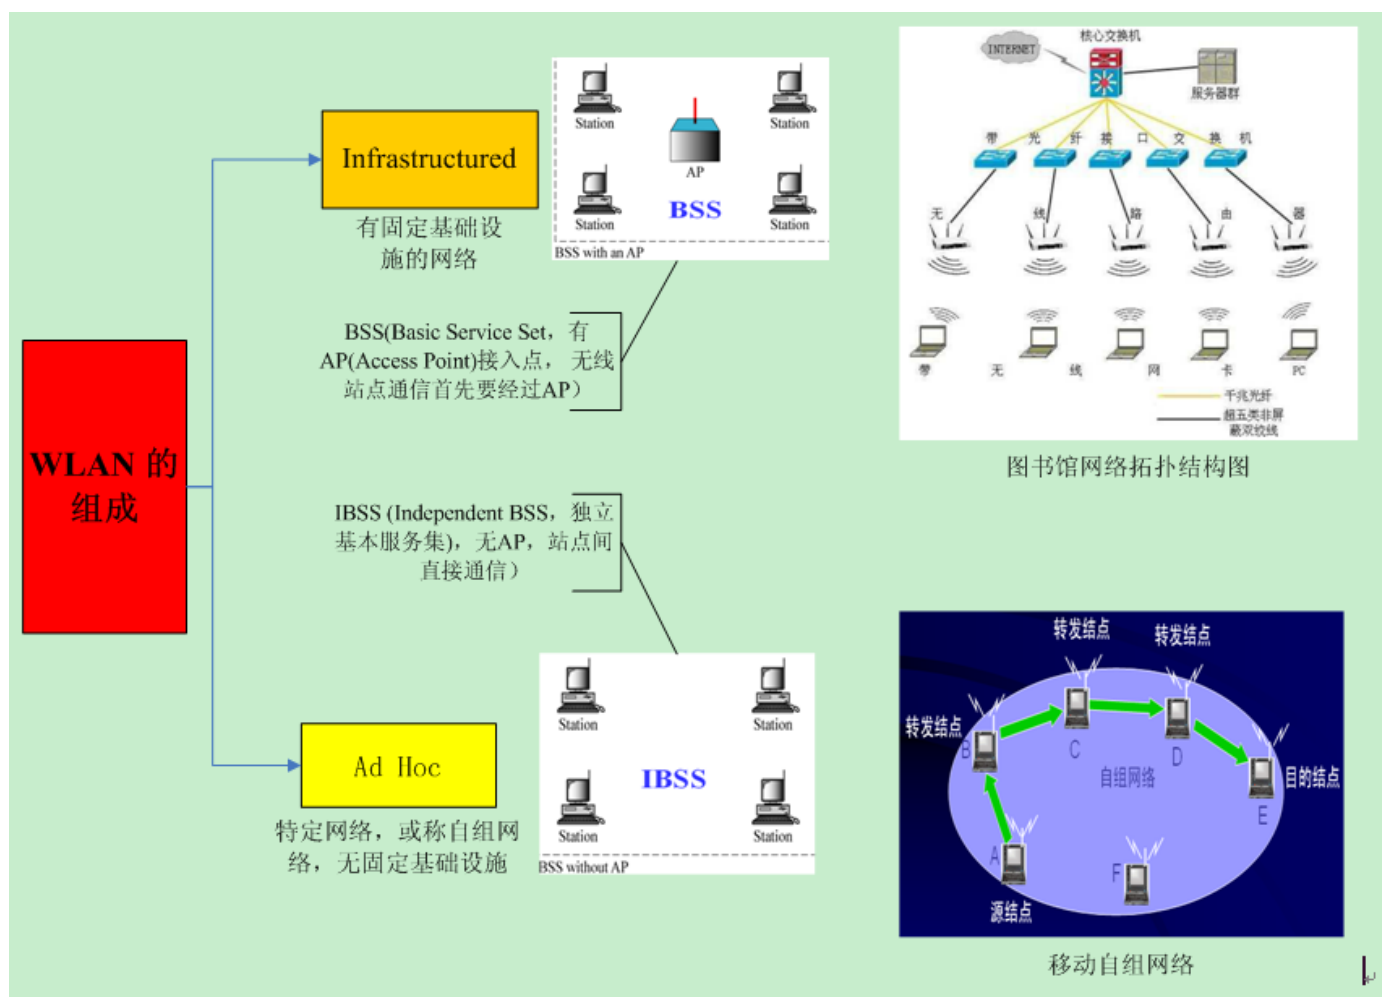 WLAN 的
组成
Infrastructured
有固定基础设
施的网络
Station
Station
AP
Station
Station
BSS
BSS with an AP
BSS(Basic Service Set，有
AP(Access Point)接入点，无线
站点通信首先要经过AP）
IBSS (Independent BSS，独立
基本服务集)，无AP，站点间
直接通信）
Ad Hoc
特定网络，或称自组网
络，无固定基础设施
Station
Station
IBSS
Station
Station
BSS without AP
核心交换机
INTERNET
服务器群
带光纤接口交换机
无线路由器
带无线网卡PC
千兆光纤
超五类非屏
蔽双绞线
图书馆网络拓扑结构图
转发结点
转发结点
转发结点
B
C
D
自组网络
目的结点
E
A
F
源结点
移动自组网络